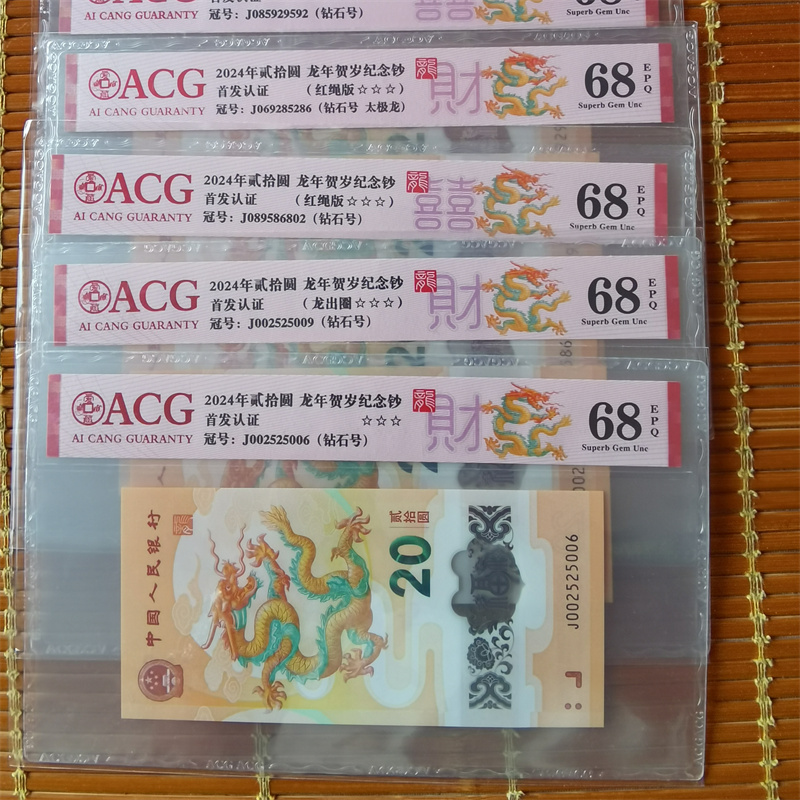 冠号：J085929592（钻石号）
囍
68
AI CANG GUARANTY
Superb Gem Unc
ACG
2024年贰拾圆 龙年贺岁纪念钞
首发认证 （红绳版☆☆☆）
AI CANG GUARANTY
冠号：J069285286（钻石号 太极龙）
龍
財
68
EPQ
Superb Gem Unc
ACG
2024年贰拾圆 龙年贺岁纪念钞
首发认证 （红绳版☆☆☆）
AI CANG GUARANTY
冠号：J089586802（钻石号）
龍
囍
68
EPQ
Superb Gem Unc
ACG
2024年贰拾圆 龙年贺岁纪念钞
首发认证 （龙出圈☆☆☆）
AI CANG GUARANTY
冠号：J002525009（钻石号）
龍
財
68
EPQ
Superb Gem Unc
ACG
2024年贰拾圆 龙年贺岁纪念钞
首发认证 ☆☆☆
AI CANG GUARANTY
冠号：J002525006（钻石号）
龍
財
68
EPQ
Superb Gem Unc
中国人民银行
20
贰拾圆
J002525006